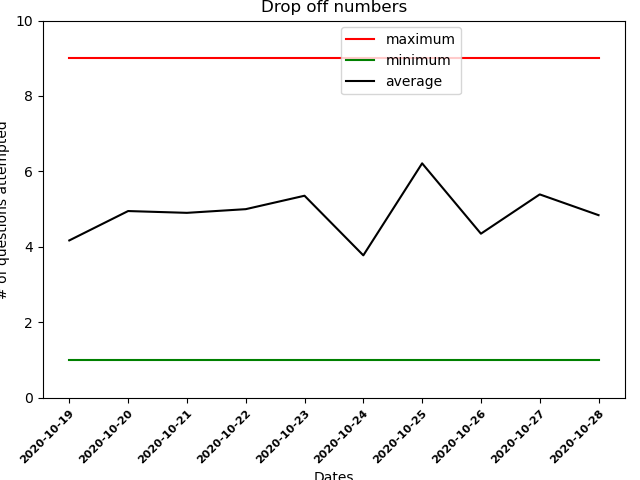 Drop off numbers
maximum
minimum
average
# of questions attempted
10
8
6
4
2
0
2020-10-19
2020-10-20
2020-10-21
2020-10-22
2020-10-23
2020-10-24
2020-10-25
2020-10-26
2020-10-27
2020-10-28
Dates